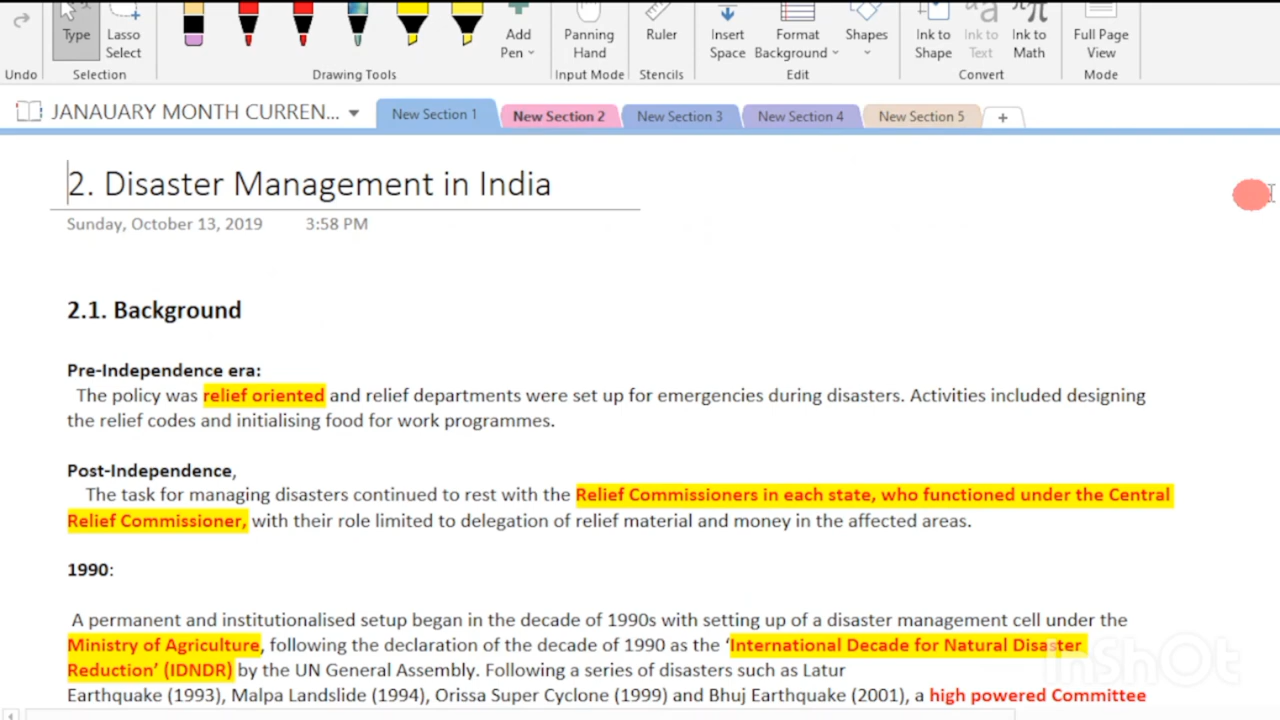 Type
Lasso
Select
Add
Pen
Panning
Hand
Ruler
Insert
Space
Format
Background
Shapes
Ink to
Shape
Ink to
Text
Ink to
Math
Full Page
View
Undo
Selection
Drawing Tools
Input Mode
Stencils
Edit
Convert
Mode
JANAUARY MONTH CURREN...
New Section 1
New Section 2
New Section 3
New Section 4
New Section 5
+
2. Disaster Management in India
Sunday, October 13, 2019 3:58 PM
2.1. Background
Pre-Independence era:
The policy was relief oriented and relief departments were set up for emergencies during disasters. Activities included designing
the relief codes and initialising food for work programmes.
Post-Independence,
The task for managing disasters continued to rest with the Relief Commissioners in each state, who functioned under the Central
Relief Commissioner, with their role limited to delegation of relief material and money in the affected areas.
1990:
A permanent and institutionalised setup began in the decade of 1990s with setting up of a disaster management cell under the
Ministry of Agriculture, following the declaration of the decade of 1990 as the ‘International Decade for Natural Disaster
Reduction’ (IDNDR) by the UN General Assembly. Following a series of disasters such as Latur
Earthquake (1993), Malpa Landslide (1994), Orissa Super Cyclone (1999) and Bhuj Earthquake (2001), a high powered Committee
InShOt